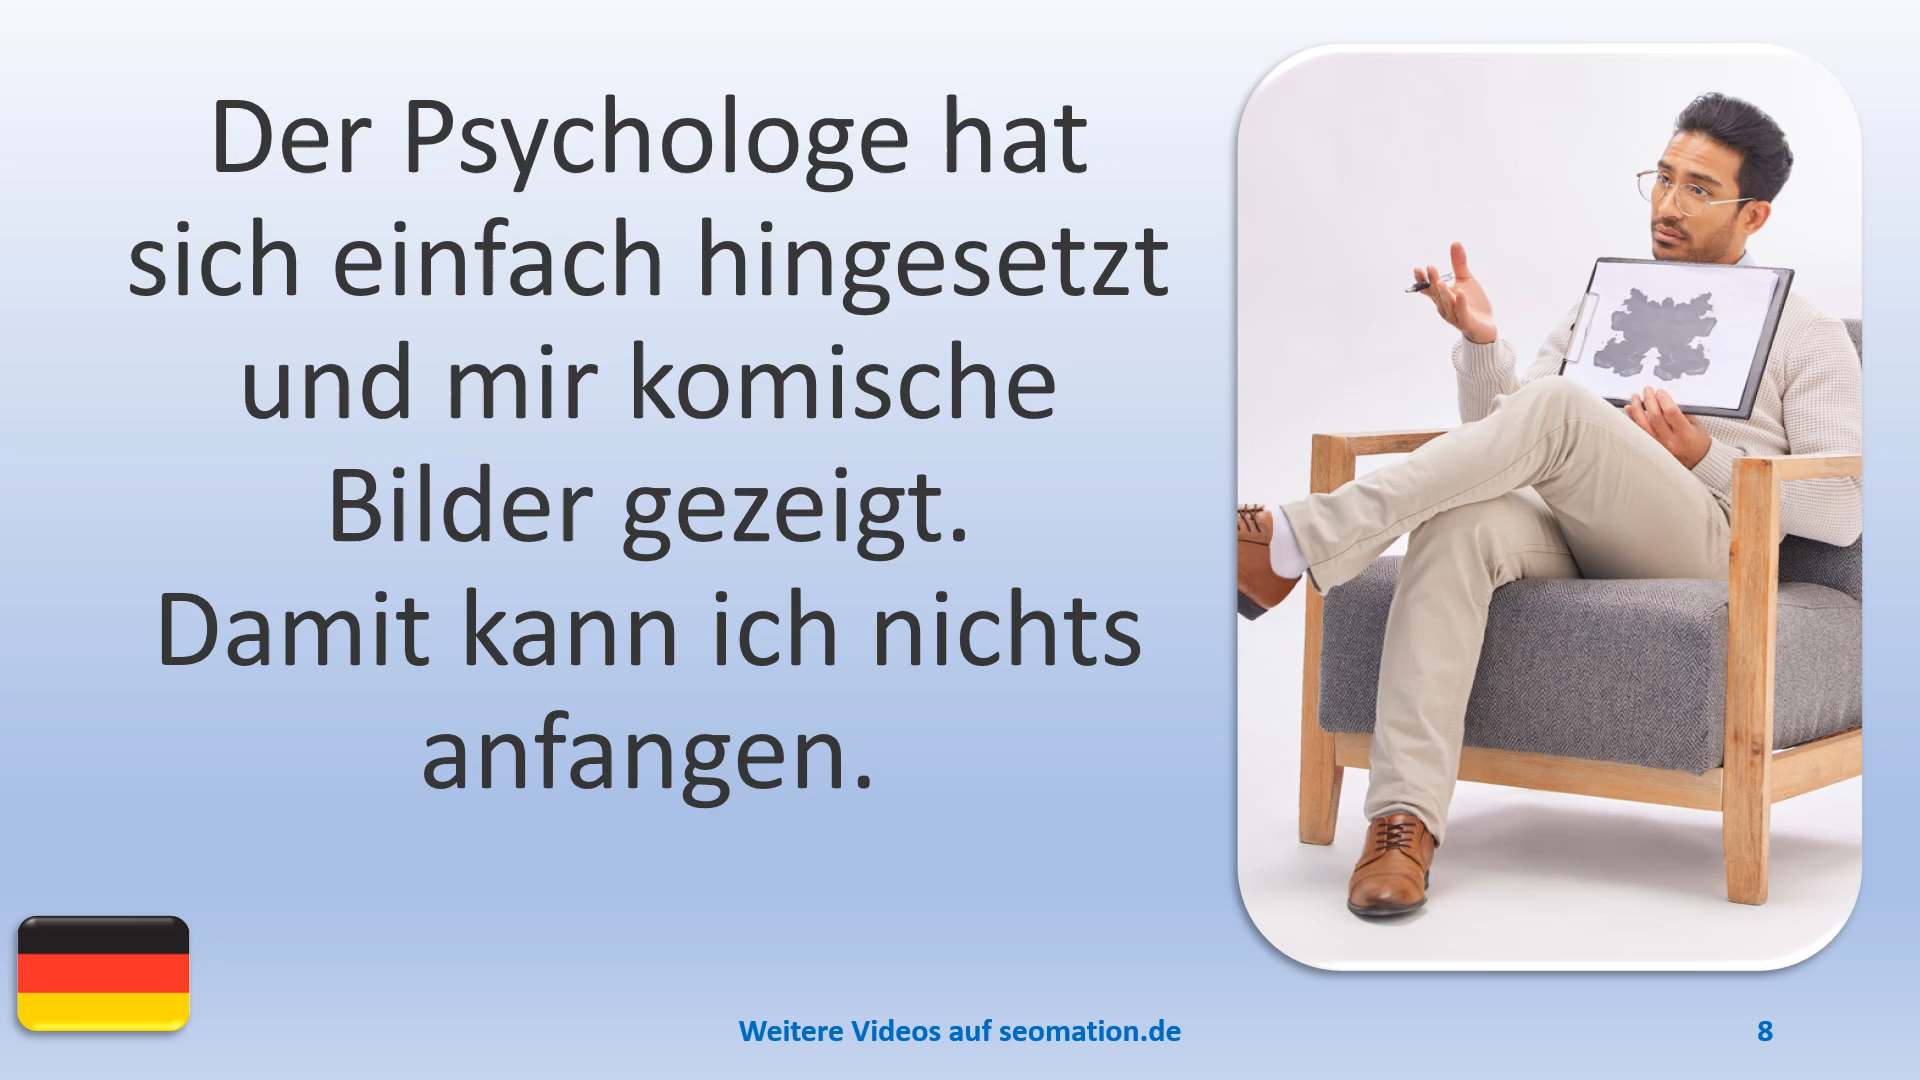 Der Psychologe hat
sich einfach hingesetzt
und mir komische
Bilder gezeigt.
Damit kann ich nichts
anfangen.
Weitere Videos auf seomation.de
8